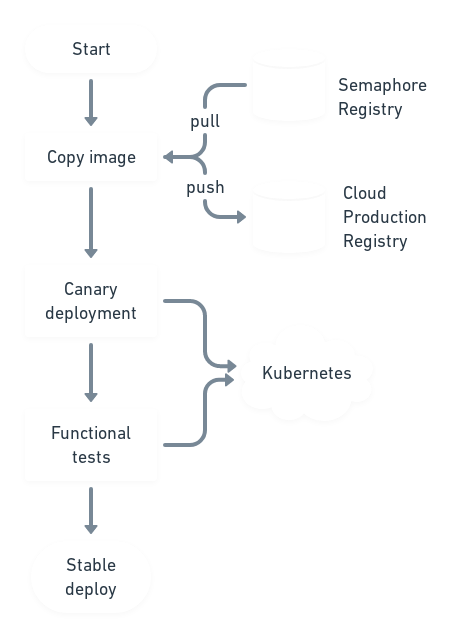 Start
pull
Semaphore
Registry
Copy image
push
Cloud
Production
Registry
Canary
deployment
Kubernetes
Functional
tests
Stable
deploy